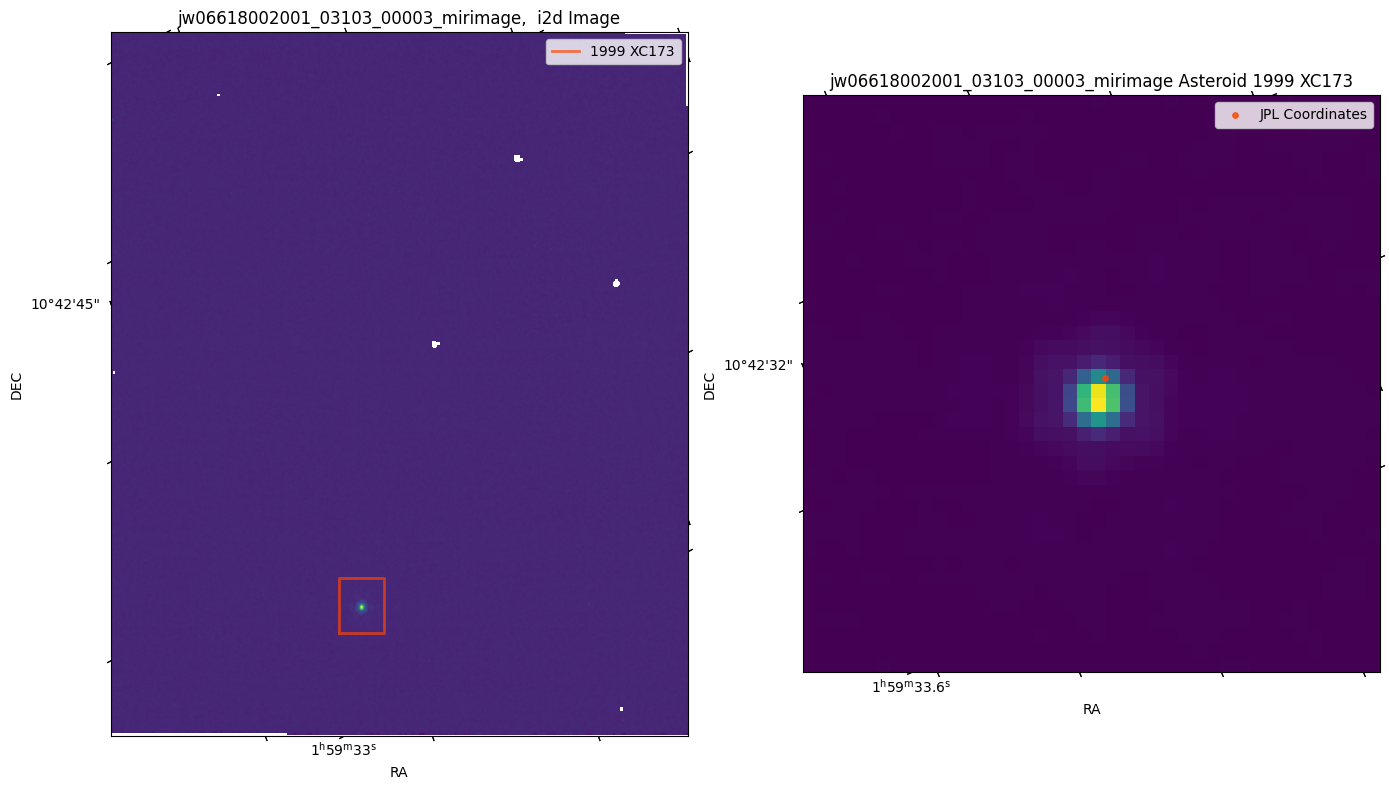 jw06618002001_03103_00003_mirimage,  i2d Image
1999 XC173
10°42'45"
DEC
1h59m33s
RA
jw06618002001_03103_00003_mirimage Asteroid 1999 XC173
JPL Coordinates
10°42'32"
DEC
1h59m33.6s
RA